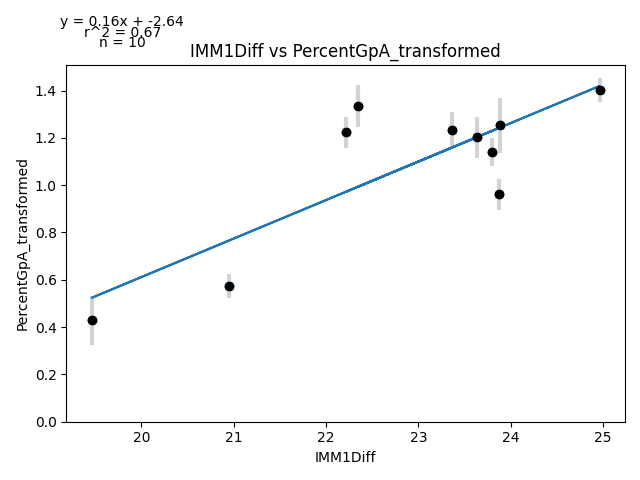 y = 0.16x + -2.64
r^2 = 0.67
n = 10
IMM1Diff vs PercentGpA_transformed
PercentGpA_transformed
1.4
1.2
1.0
0.8
0.6
0.4
0.2
0.0
20 21 22 23 24 25
IMM1Diff